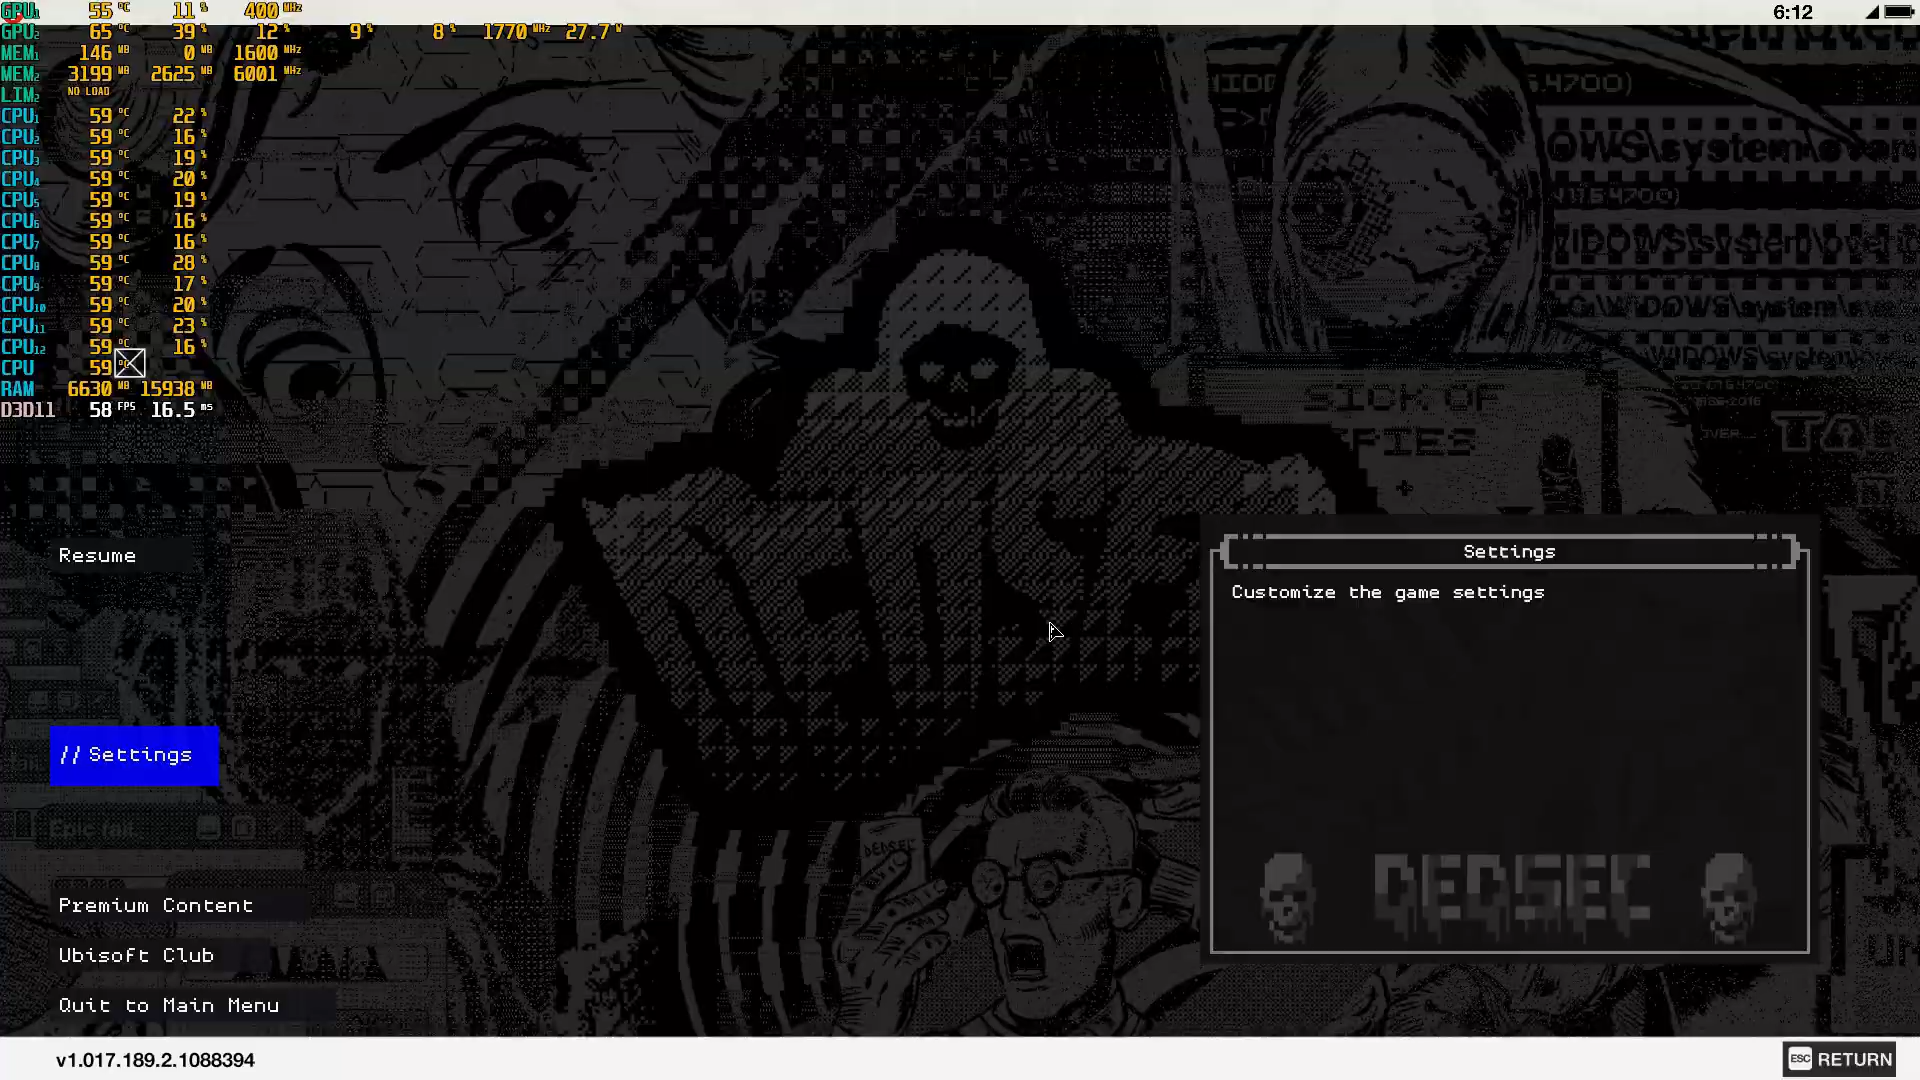 GPU1 55 °C 11 % 400 MHz
6:12
GPU2 65 °C 39 % 12 % 9 % 8 % 1770 MHz 27.7 W
MEM1 146 MB 0 MB 1600 MHz
MEM2 3199 MB 2625 MB 6001 MHz
LIM2 NO LOAD
CPU1 59 °C 22 %
CPU2 59 °C 16 %
CPU3 59 °C 19 %
CPU4 59 °C 20 %
CPU5 59 °C 19 %
CPU6 59 °C 16 %
CPU7 59 °C 16 %
CPU8 59 °C 28 %
CPU9 59 °C 17 %
CPU10 59 °C 20 %
CPU11 59 °C 23 %
CPU12 59 °C 16 %
CPU 59 °C
RAM 6630 MB 15938 MB
D3D11 58 FPS 16.5 ms
SICK OF
Resume
Settings
Customize the game settings
// Settings
Epic fail
DEDSEC
DEDSEC
Premium Content
Ubisoft Club
Quit to Main Menu
v1.017.189.2.1088394
ESC RETURN